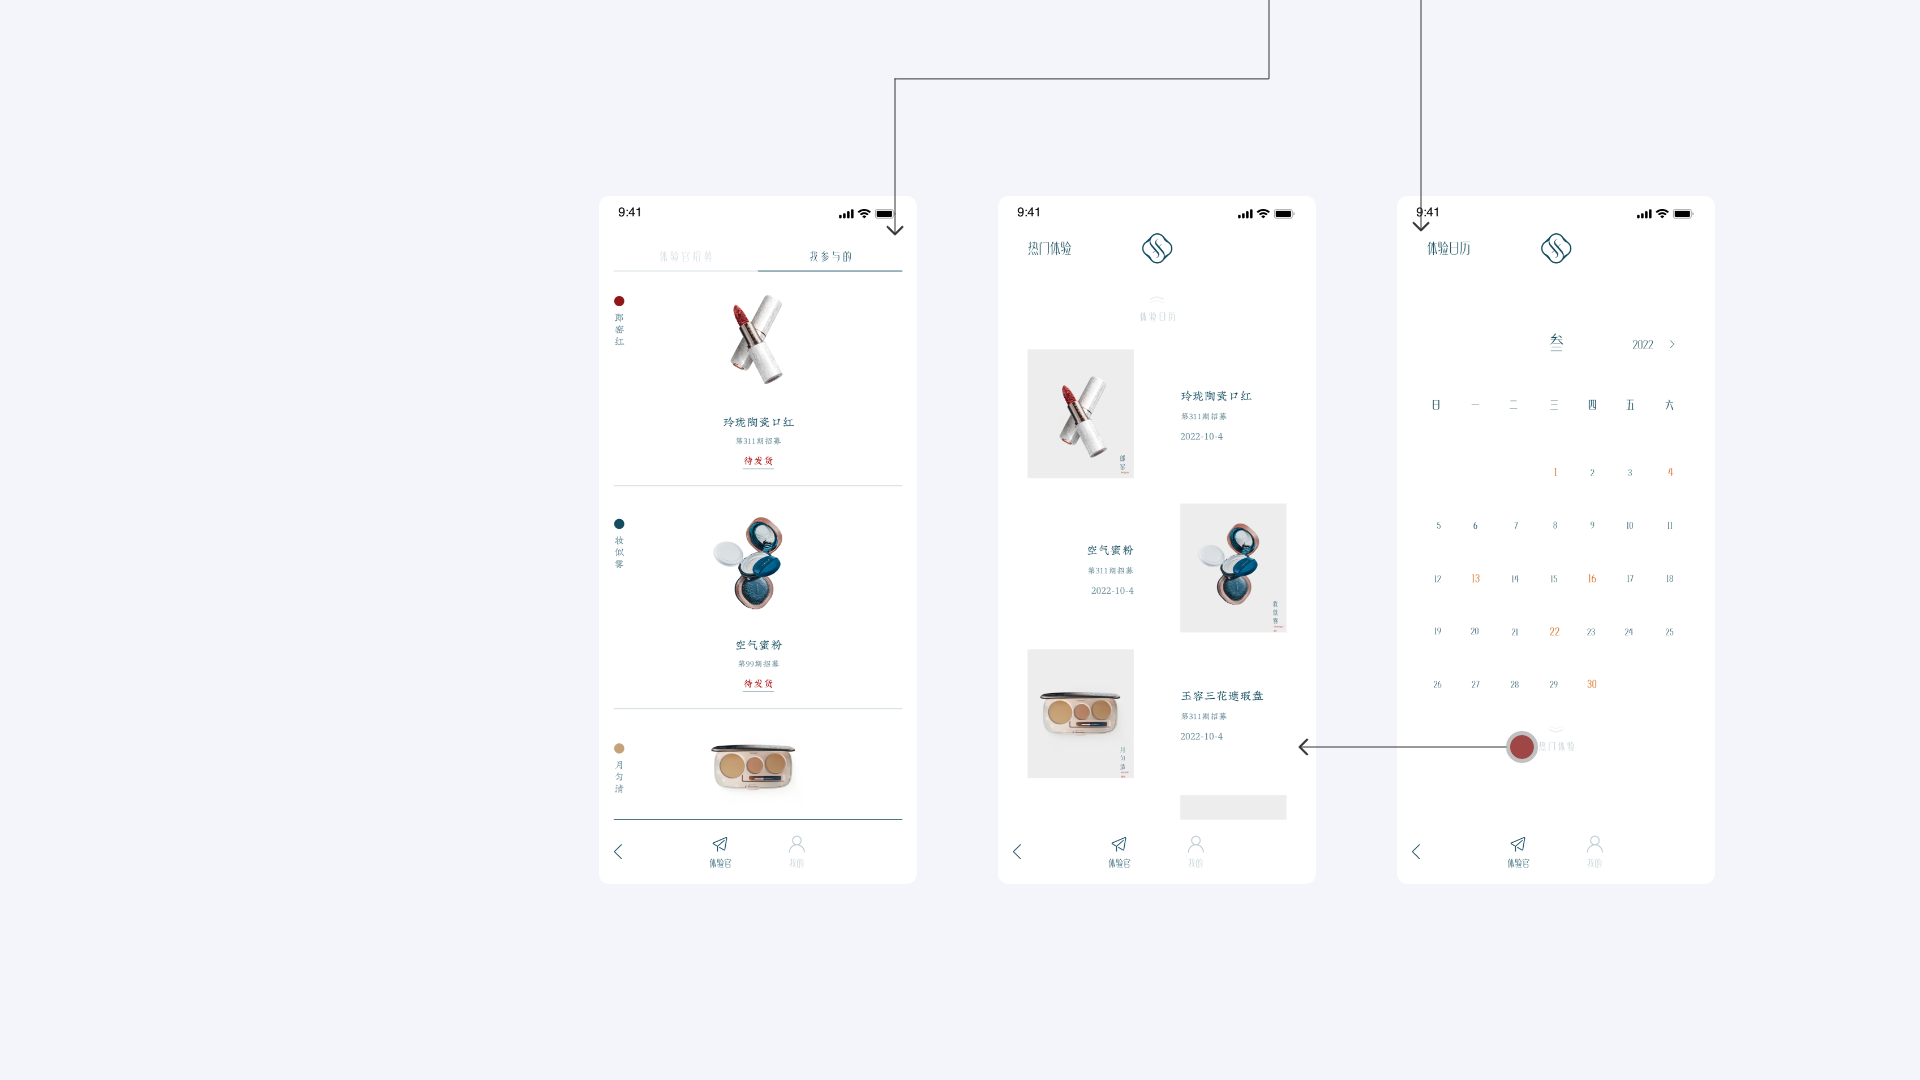 9:41
体验官招募
我参与的
郎窑红
玲珑陶瓷口红
第311期招募
待发货
妆似霁
空气蜜粉
第99期招募
待发货
月匀清
体验官
我的
9:41
热门体验
体验日历
玲珑陶瓷口红
第311期招募
2022-10-4
空气蜜粉
第311期招募
2022-10-4
玉容三花遮瑕盘
第311期招募
2022-10-4
体验官
我的
9:41
体验日历
叁
2022
日 一 二 三 四 五 六
1 2 3 4
5 6 7 8 9 10 11
12 13 14 15 16 17 18
19 20 21 22 23 24 25
26 27 28 29 30
热门体验
体验官
我的